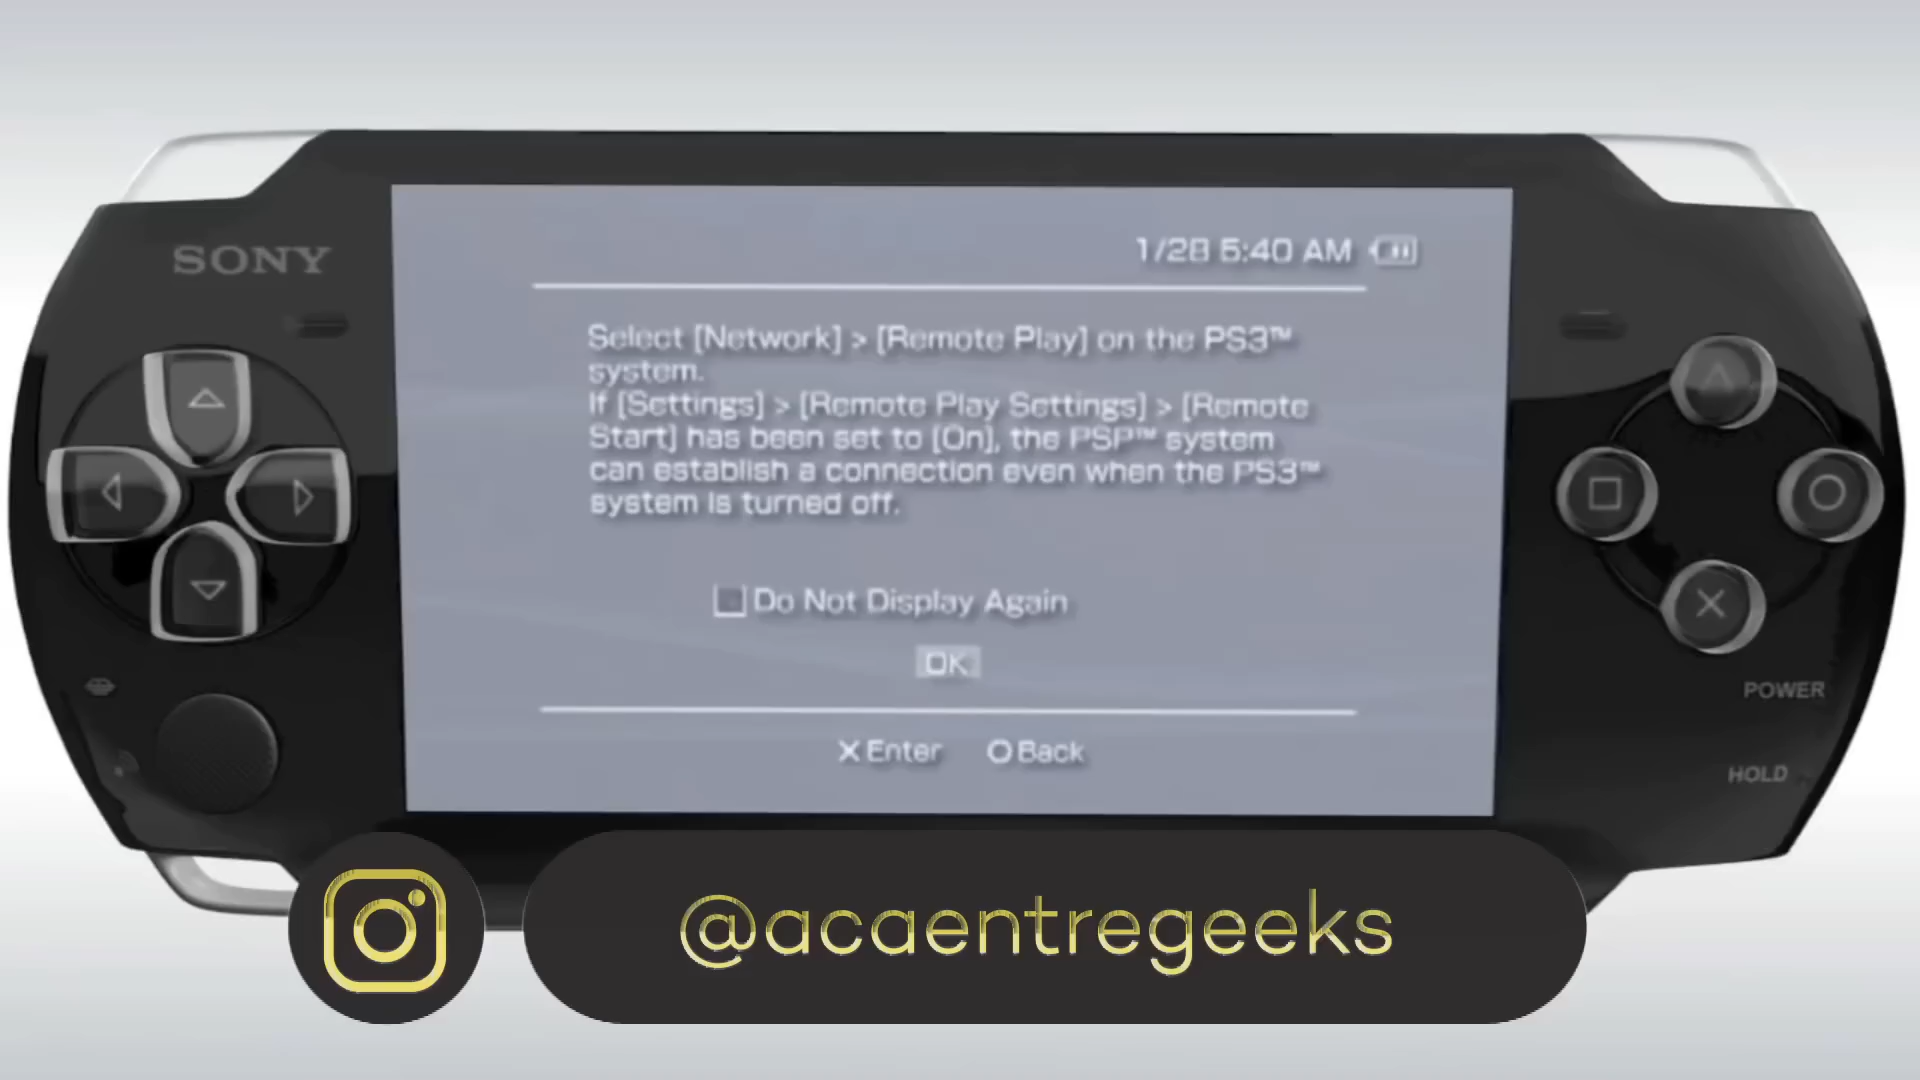 SONY
1/28 5:40 AM
Select [Network] > [Remote Play] on the PS3™
system.
If [Settings] > [Remote Play Settings] > [Remote
Start] has been set to [On], the PSP™ system
can establish a connection even when the PS3™
system is turned off.
Do Not Display Again
OK
X Enter O Back
POWER
HOLD
@acaentregeeks